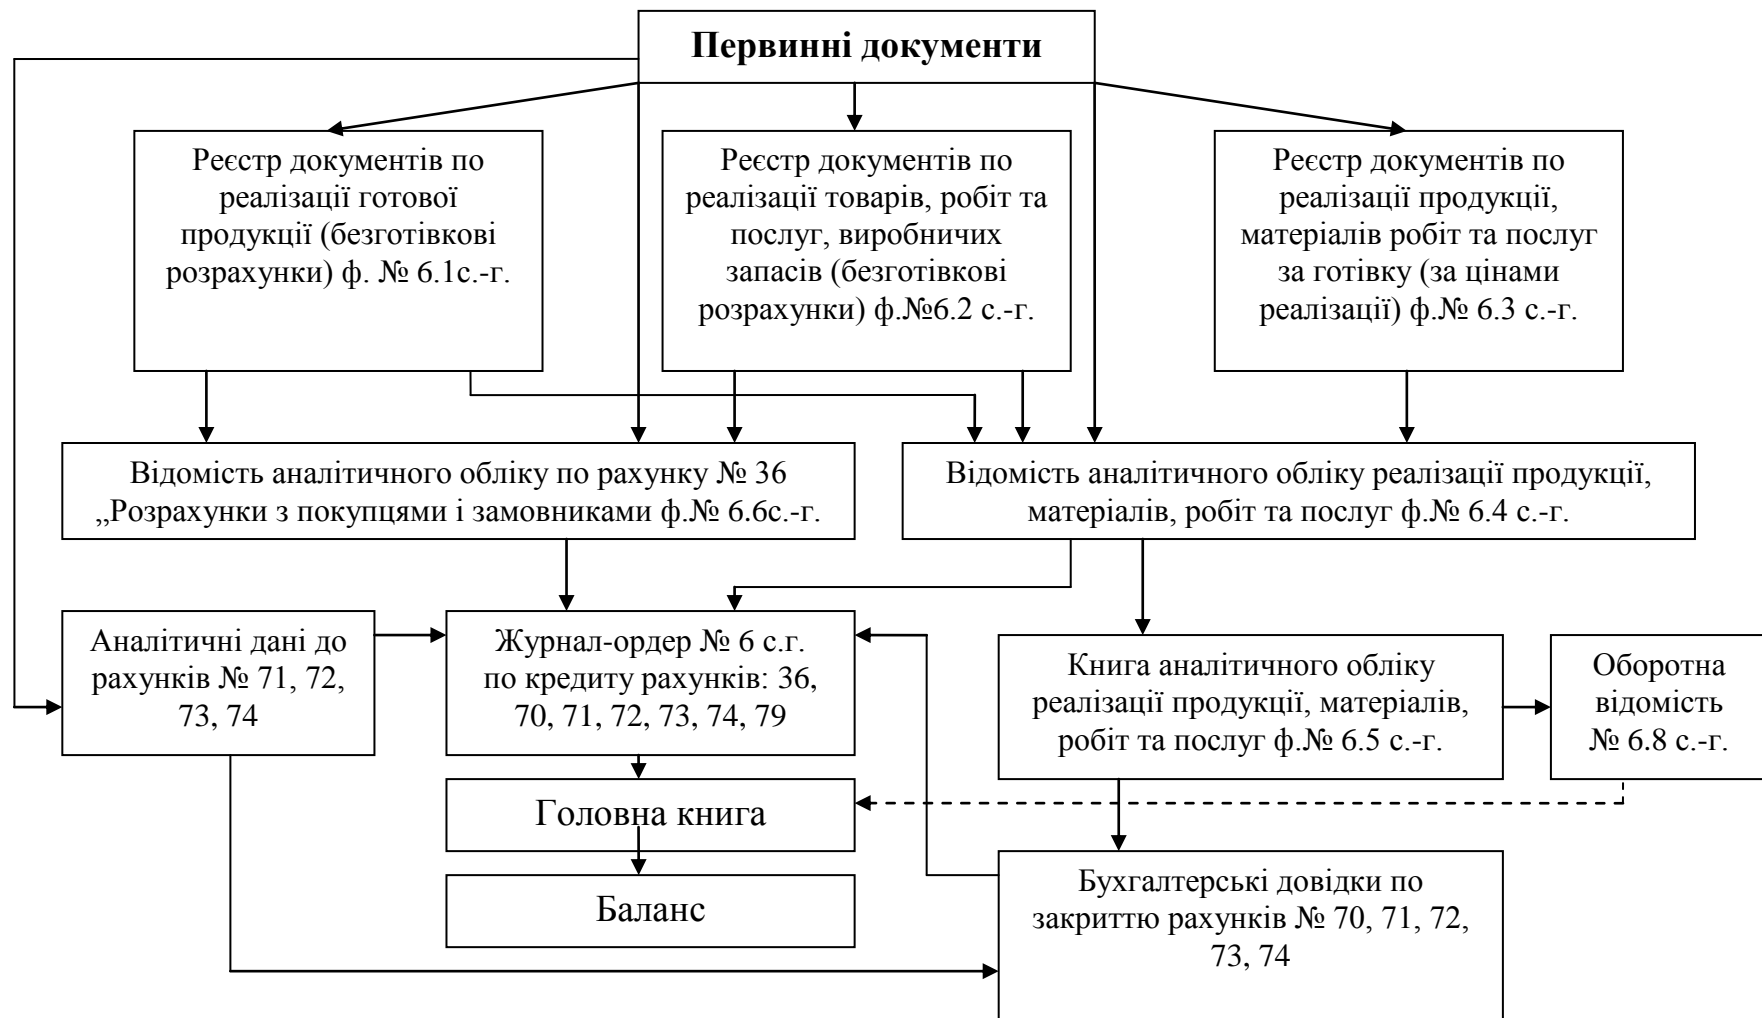 Первинні документи
Реєстр документів по
реалізації готової
продукції (безготівкові
розрахунки) ф. № 6.1с.-г.
Реєстр документів по
реалізації товарів, робіт та
послуг, виробничих
запасів (безготівкові
розрахунки) ф.№6.2 с.-г.
Реєстр документів по
реалізації продукції,
матеріалів робіт та послуг
за готівку (за цінами
реалізації) ф.№ 6.3 с.-г.
Відомість аналітичного обліку по рахунку № 36
„Розрахунки з покупцями і замовниками ф.№ 6.6с.-г.
Відомість аналітичного обліку реалізації продукції,
матеріалів, робіт та послуг ф.№ 6.4 с.-г.
Аналітичні дані до
рахунків № 71, 72,
73, 74
Журнал-ордер № 6 с.г.
по кредиту рахунків: 36,
70, 71, 72, 73, 74, 79
Книга аналітичного обліку
реалізації продукції, матеріалів,
робіт та послуг ф.№ 6.5 с.-г.
Оборотна
відомість
№ 6.8 с.-г.
Головна книга
Баланс
Бухгалтерські довідки по
закриттю рахунків № 70, 71, 72,
73, 74